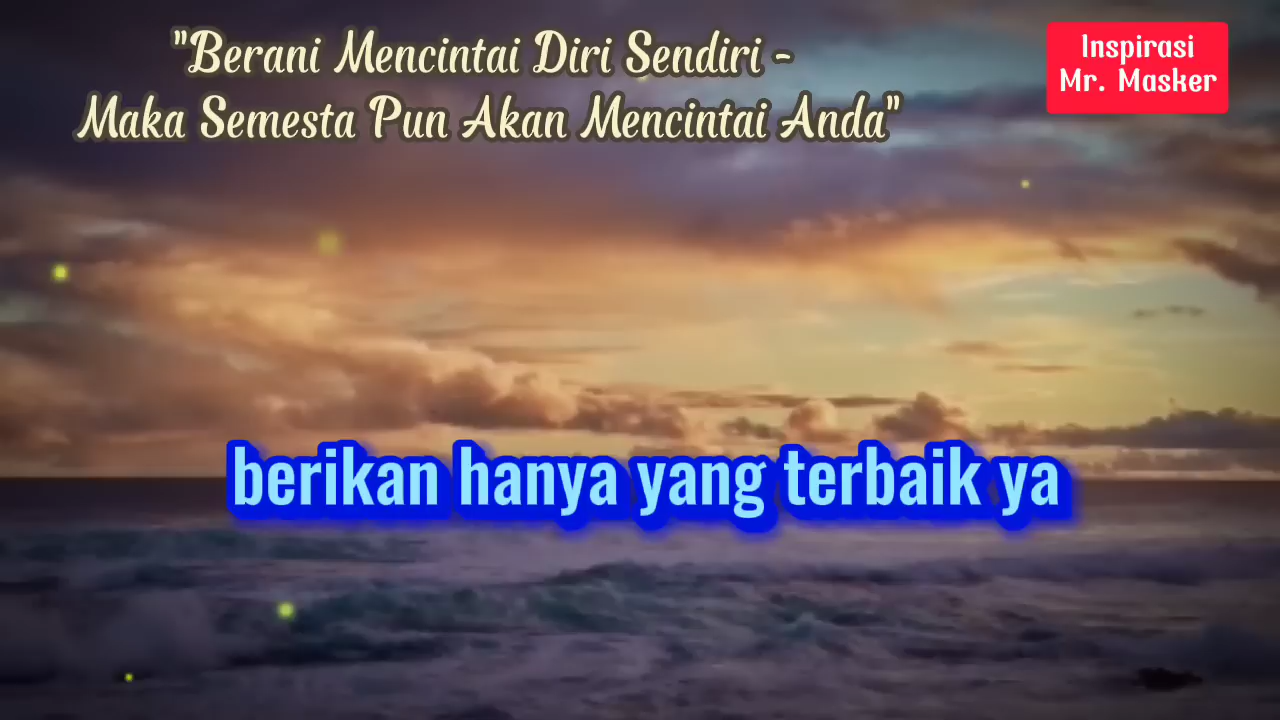 "Berani Mencintai Diri Sendiri -
Maka Semesta Pun Akan Mencintai Anda"
Inspirasi
Mr. Masker
berikan hanya yang terbaik ya